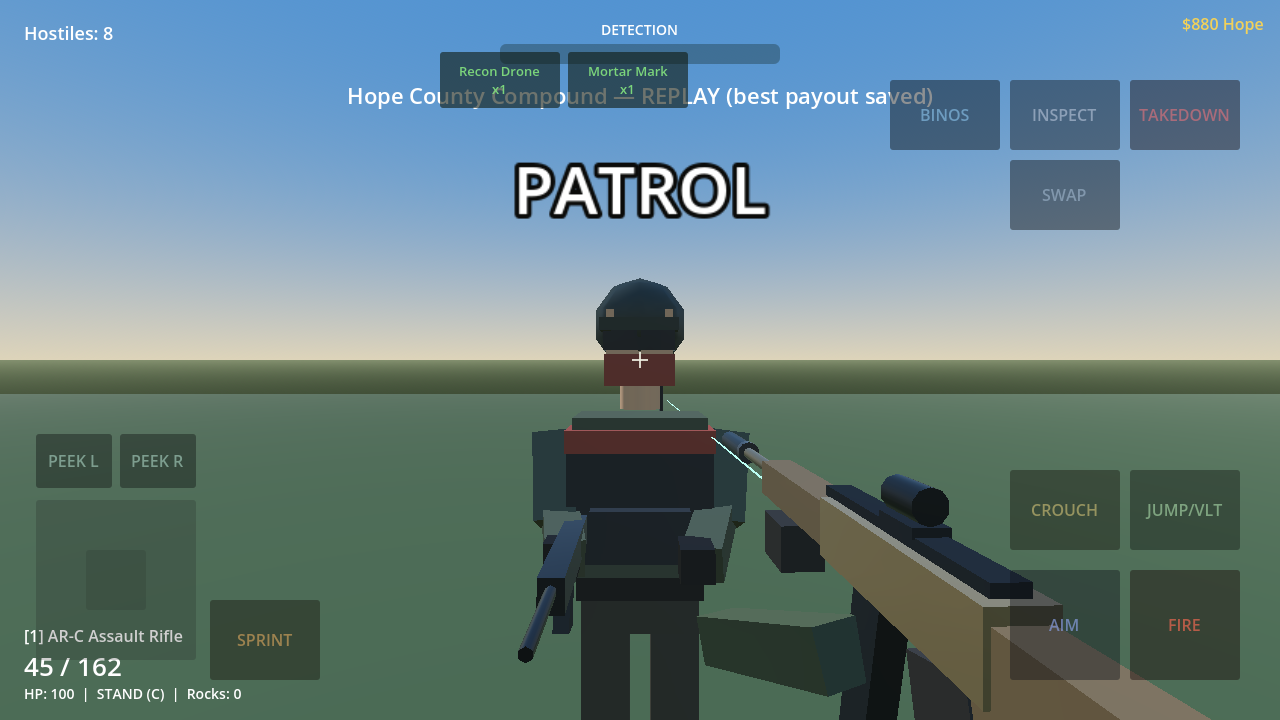 Hostiles: 8
DETECTION
$880 Hope
Recon Drone
x1
Mortar Mark
x1
Hope County Compound — REPLAY (best payout saved)
BINOS
INSPECT
TAKEDOWN
PATROL
SWAP
PEEK L
PEEK R
CROUCH
JUMP/VLT
[1] AR-C Assault Rifle
SPRINT
AIM
FIRE
45 / 162
HP: 100 | STAND (C) | Rocks: 0